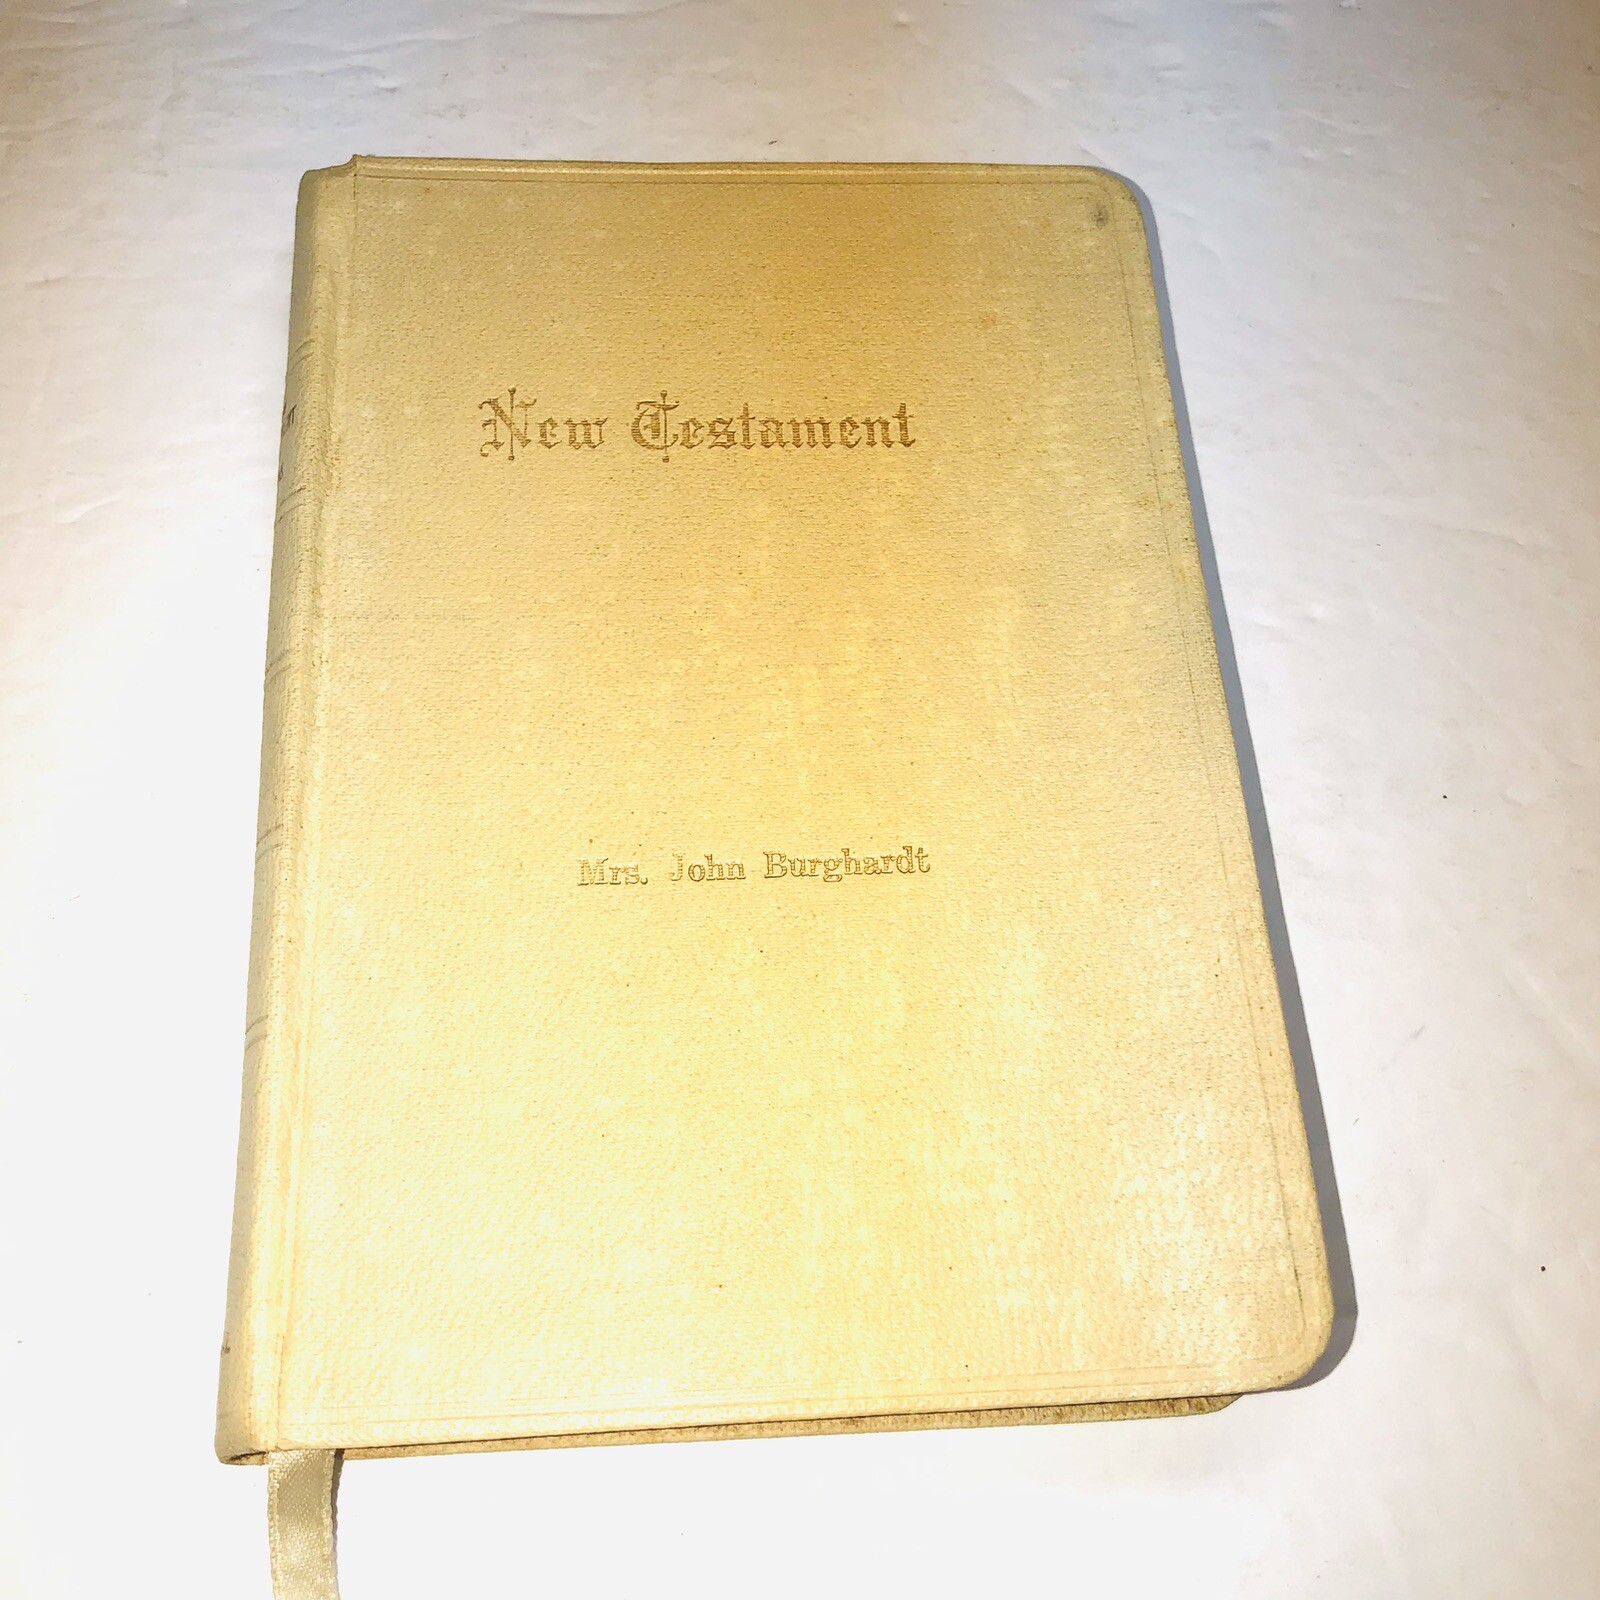 New Testament
Mrs. John Burghardt